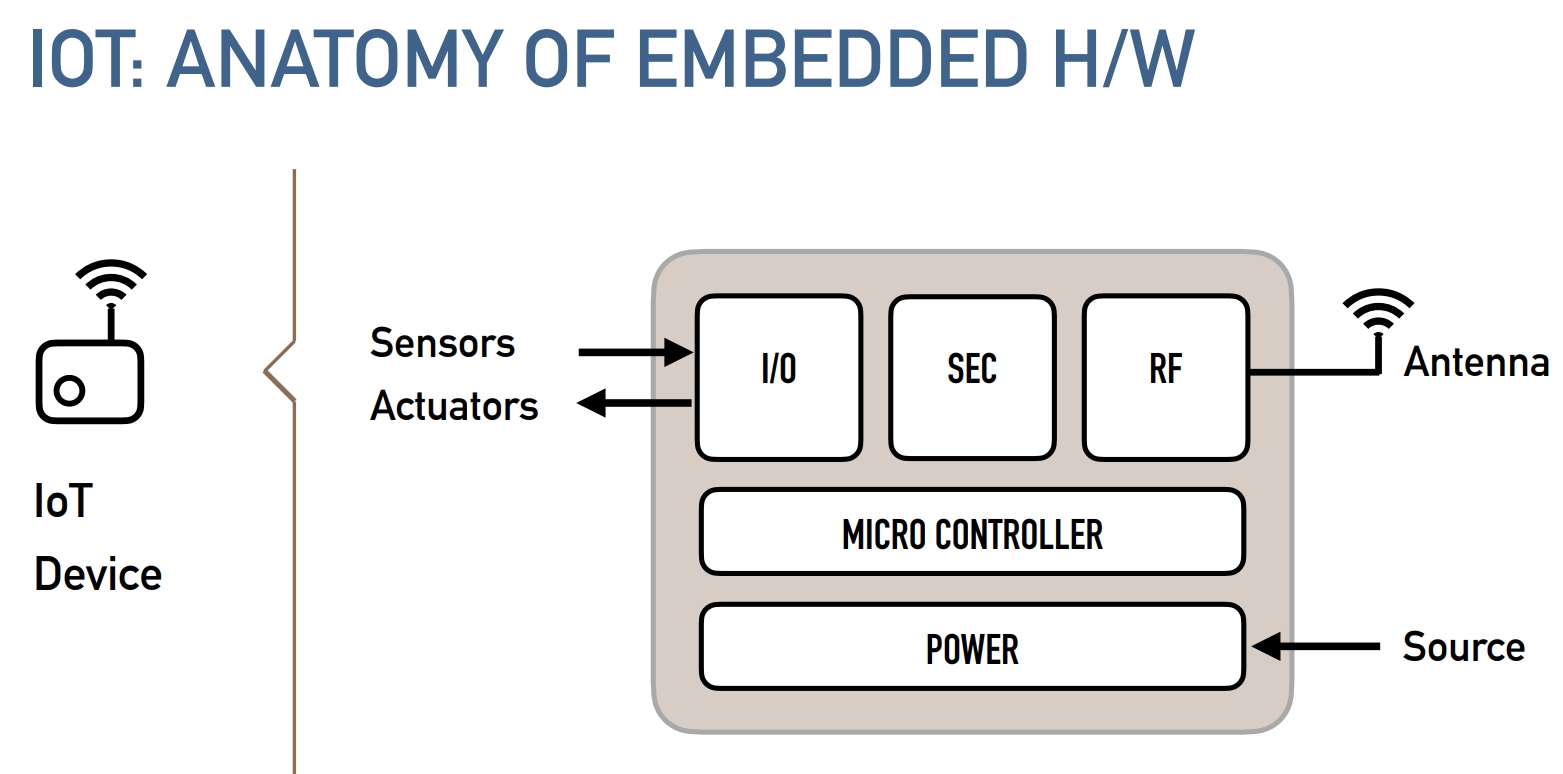 IOT: ANATOMY OF EMBEDDED H/W
IoT
Device
Sensors
Actuators
I/O
SEC
RF
Antenna
MICRO CONTROLLER
POWER
Source